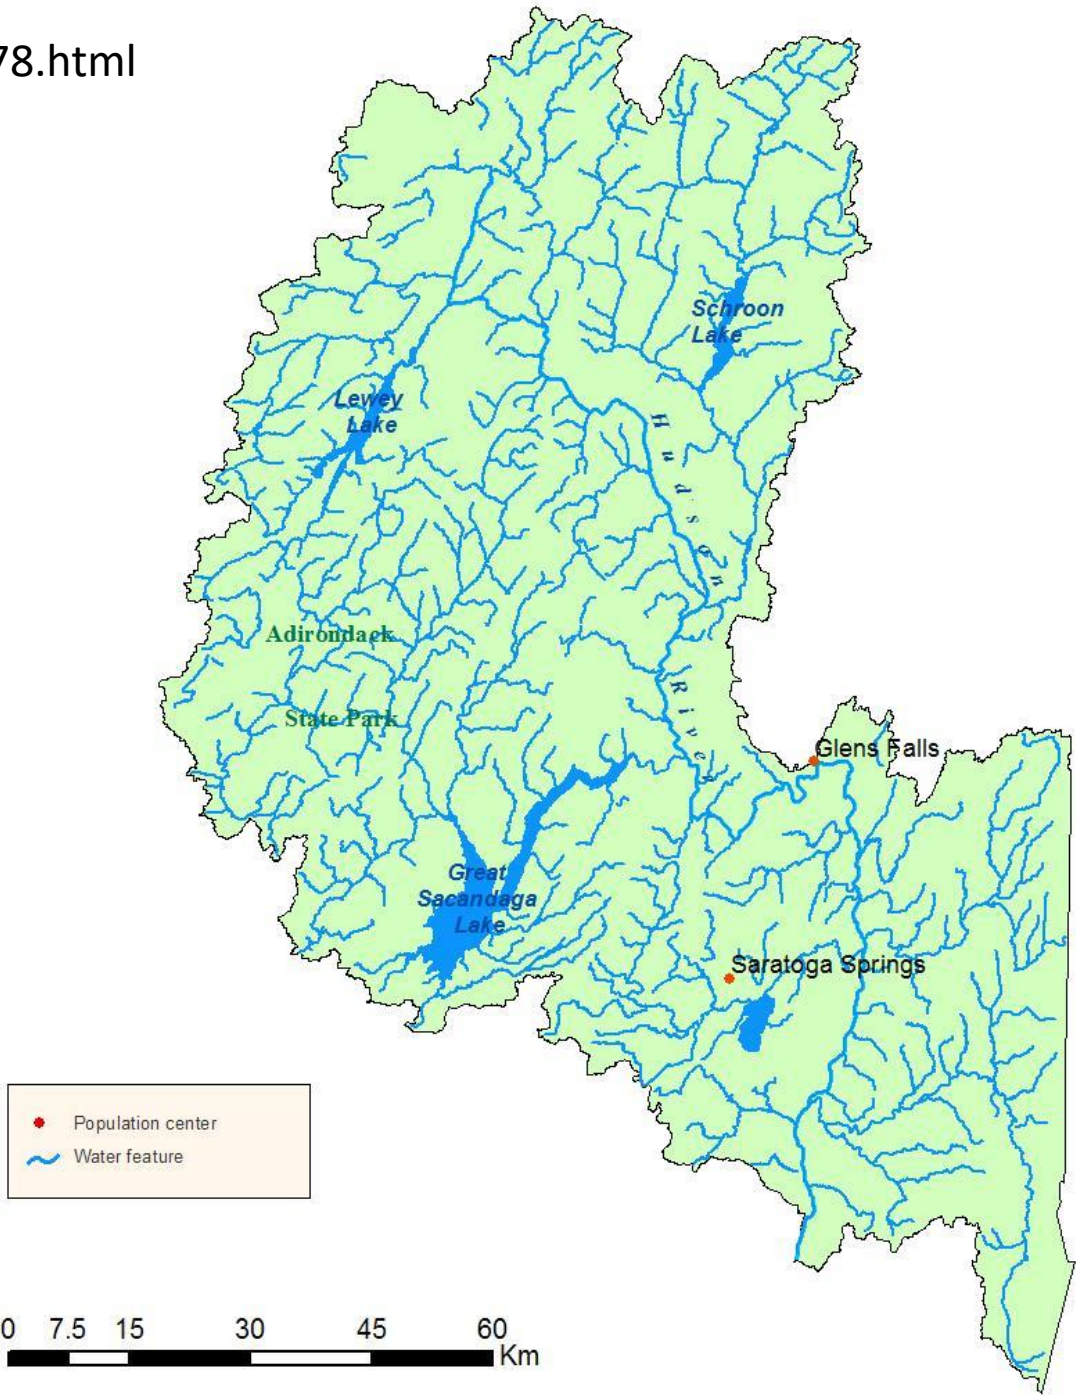 78.html
Schroon
Lake
Lewey
Lake
Hudson
River
Adirondack
State Park
Glens Falls
Great
Sacandaga
Lake
Saratoga Springs
Population center
Water feature
0 7.5 15 30 45 60
Km